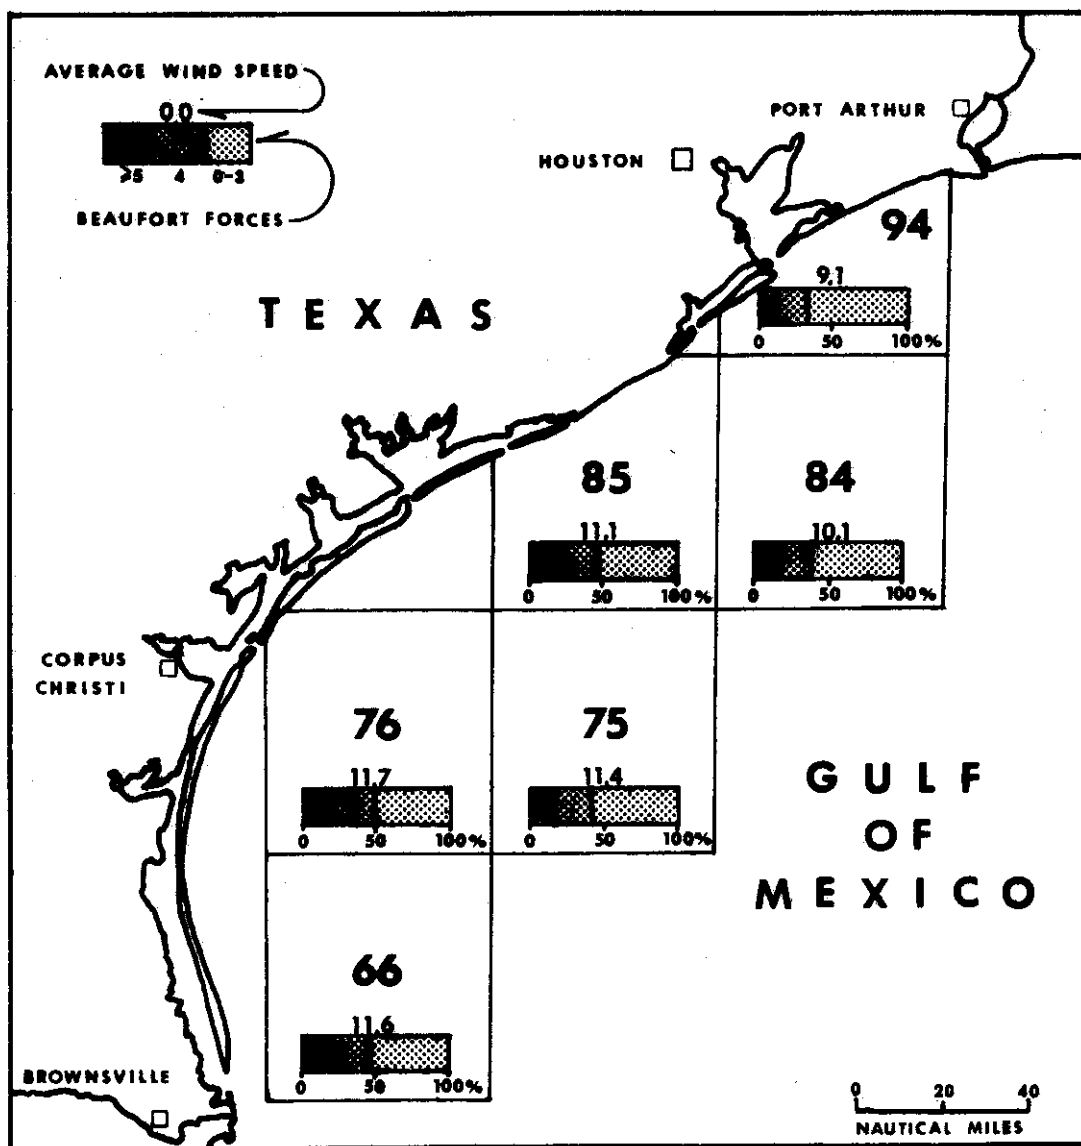 AVERAGE WIND SPEED
00
≥5 4 0-3
BEAUFORT FORCES
PORT ARTHUR
HOUSTON
TEXAS
94
9.1
0 50 100%
85
11.1
0 50 100%
84
10.1
0 50 100%
CORPUS
CHRISTI
76
11.7
0 50 100%
75
11.4
0 50 100%
GULF
OF
MEXICO
66
11.6
0 50 100%
BROWNSVILLE
0 20 40
NAUTICAL MILES